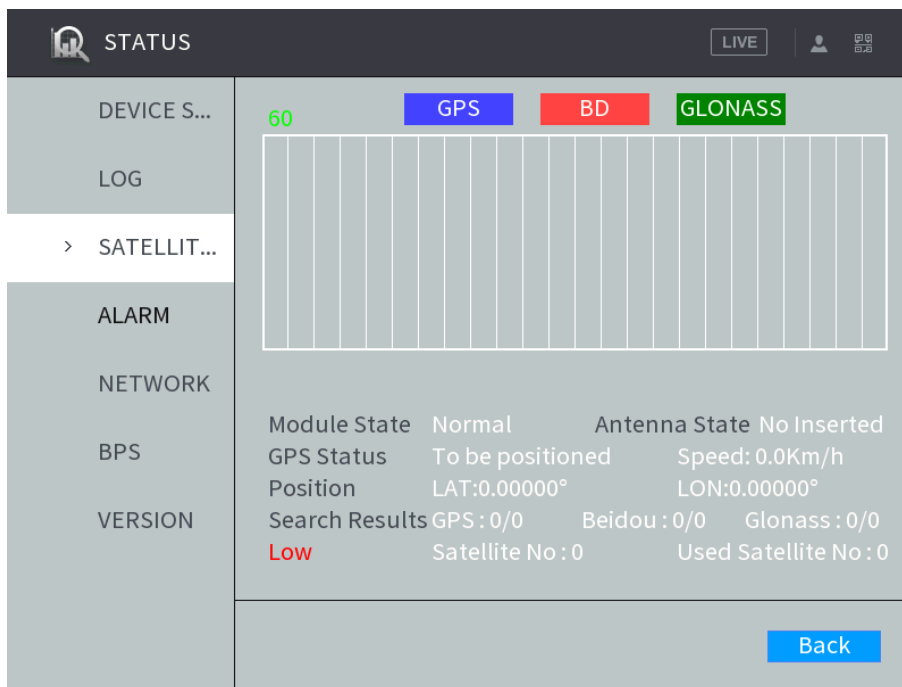 STATUS
LIVE
DEVICE S...
LOG
SATELLIT...
ALARM
NETWORK
BPS
VERSION
60
GPS
BD
GLONASS
Module State Normal Antenna State No Inserted
GPS Status To be positioned Speed: 0.0Km/h
Position LAT:0.00000° LON:0.00000°
Search Results GPS : 0/0 Beidou : 0/0 Glonass : 0/0
Low Satellite No : 0 Used Satellite No : 0
Back